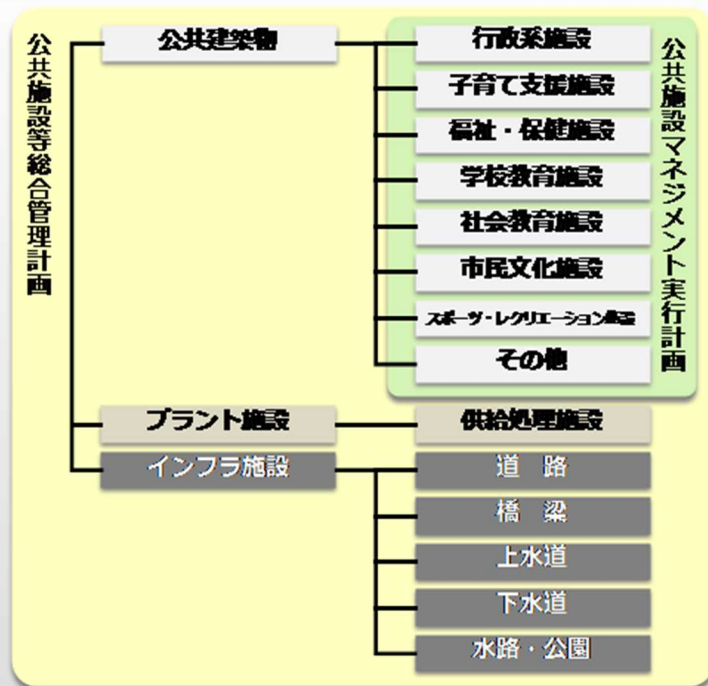 公共施設等総合管理計画
公共建築物
行政系施設
子育て支援施設
福祉・保健施設
学校教育施設
社会教育施設
市民文化施設
スポーツ・レクリエーション施設
その他
公共施設マネジメント実行計画
プラント施設
供給処理施設
インフラ施設
道 路
橋 梁
上水道
下水道
水路・公園